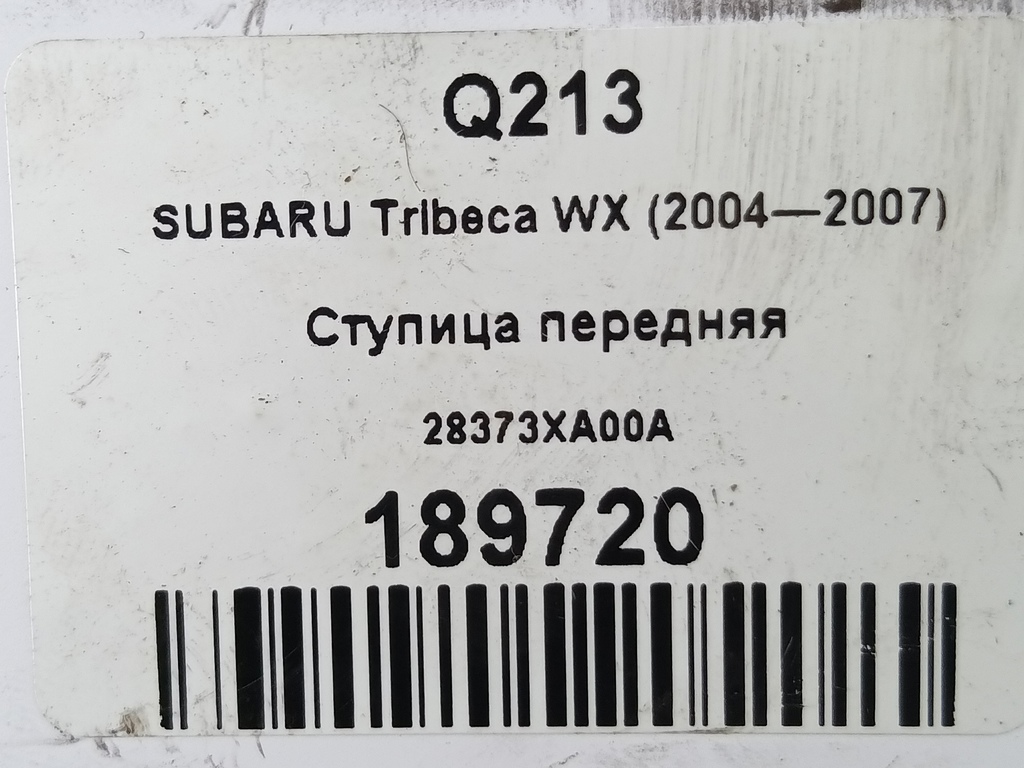 Q213
SUBARU Tribeca WX (2004—2007)
Ступица передняя
28373XA00A
189720